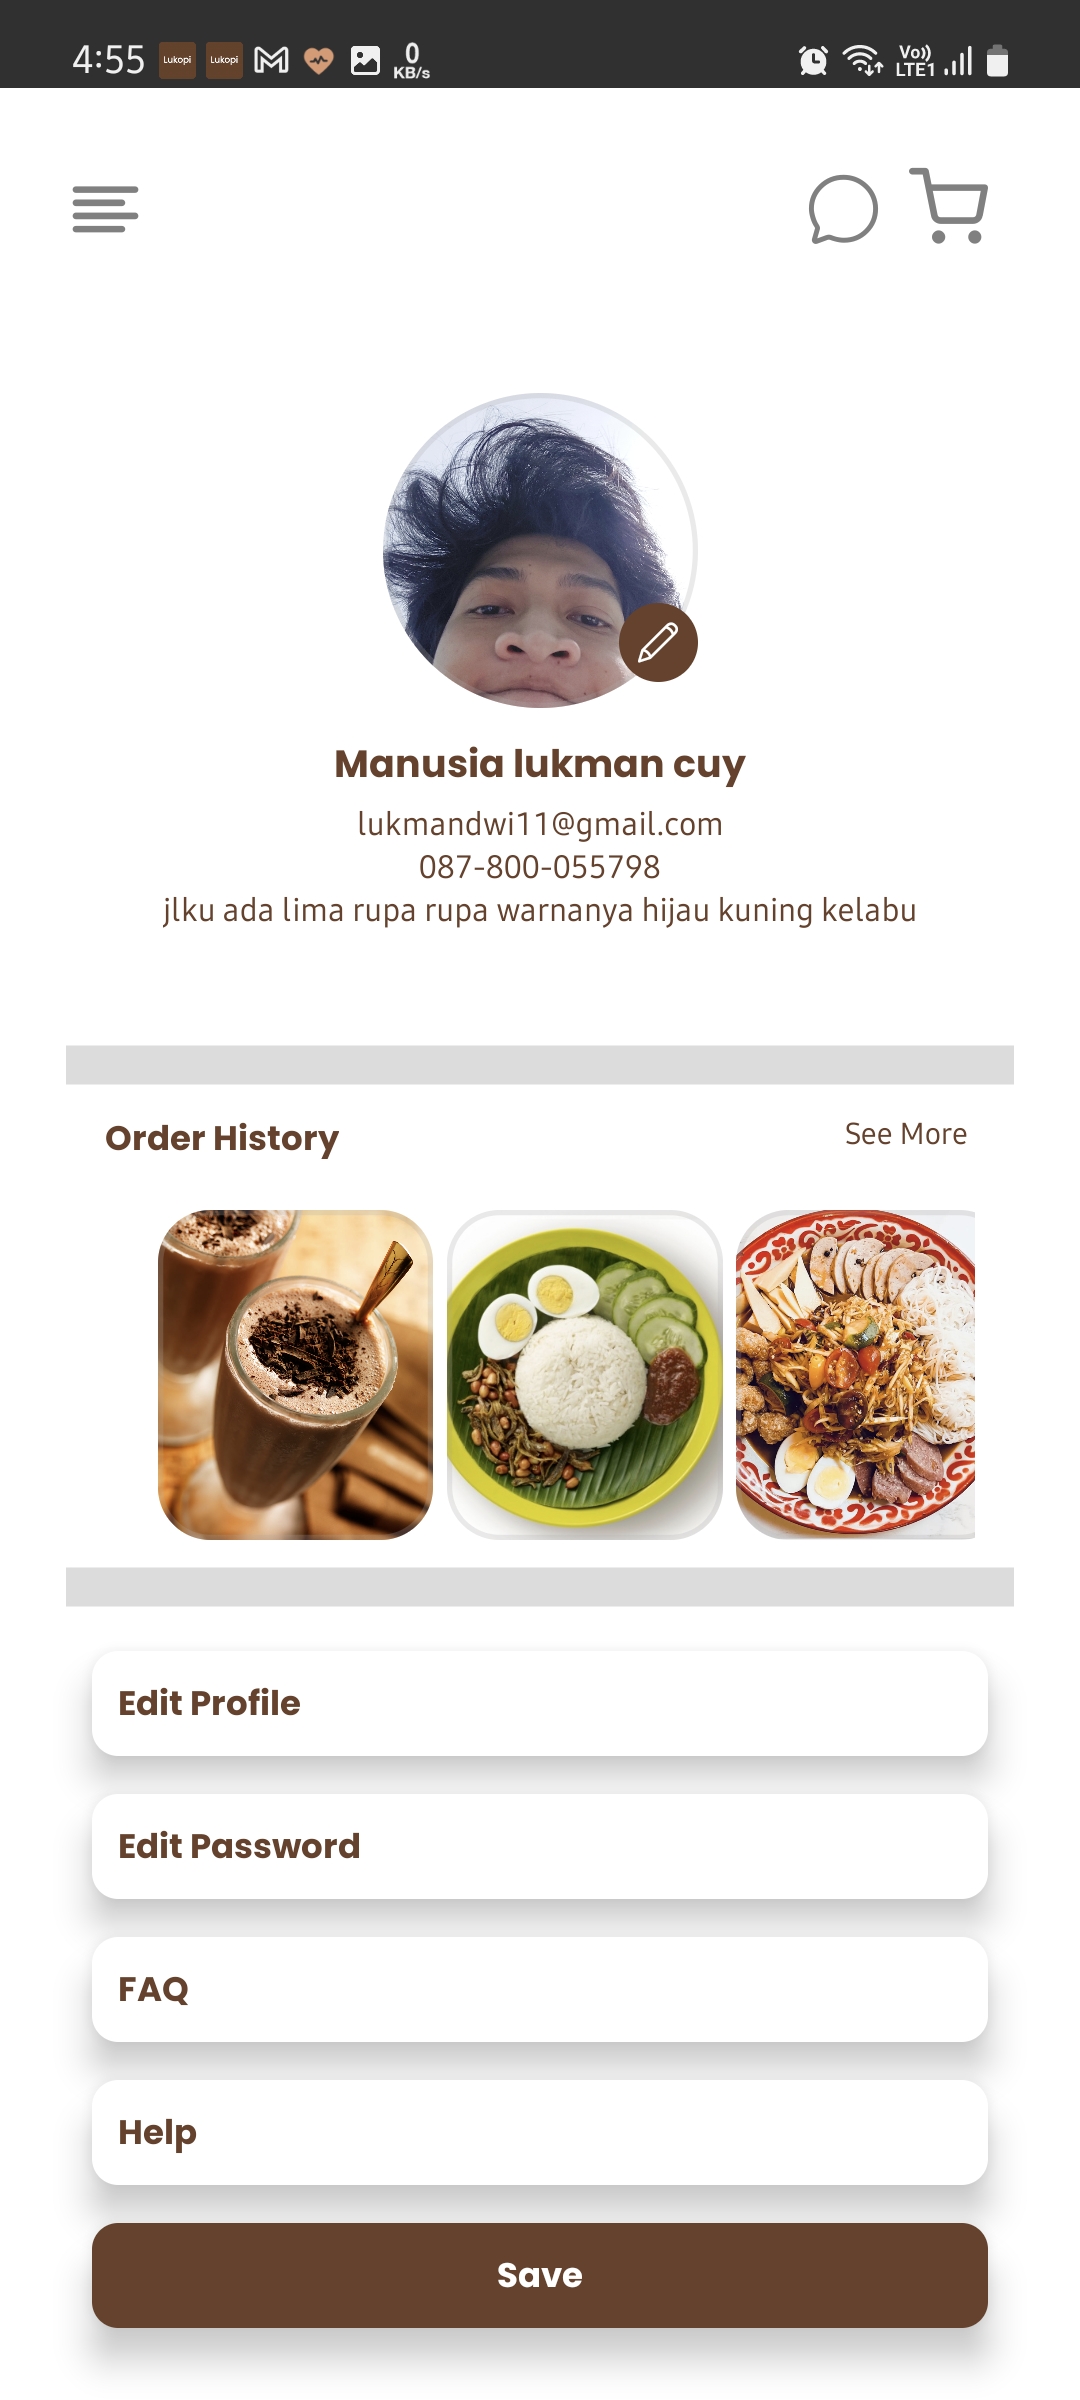 4:55 Lukopi Lukopi 0 KB/s Vo)) LTE1
Manusia lukman cuy
lukmandwi11@gmail.com
087-800-055798
jlku ada lima rupa rupa warnanya hijau kuning kelabu
Order History
See More
Edit Profile
Edit Password
FAQ
Help
Save